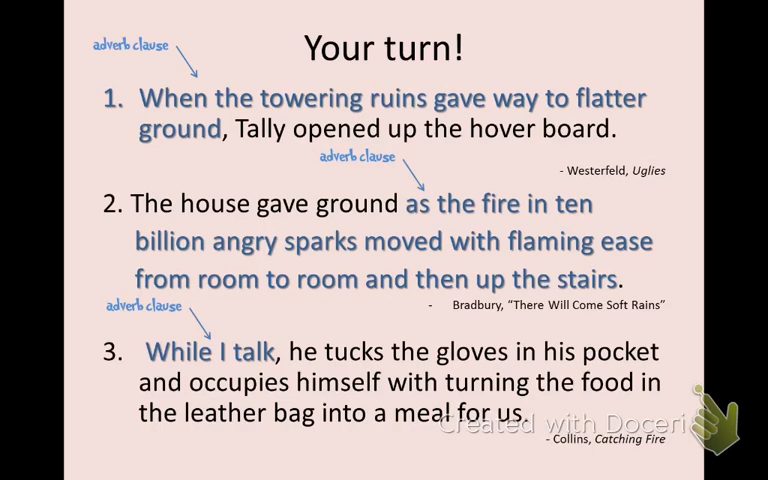 adverb clause
Your turn!
1. When the towering ruins gave way to flatter
ground, Tally opened up the hover board.
adverb clause
- Westerfeld, Uglies
2. The house gave ground as the fire in ten
billion angry sparks moved with flaming ease
from room to room and then up the stairs.
adverb clause
- Bradbury, “There Will Come Soft Rains”
3. While I talk, he tucks the gloves in his pocket
and occupies himself with turning the food in
the leather bag into a meal for us.
Created with Doceri
- Collins, Catching Fire